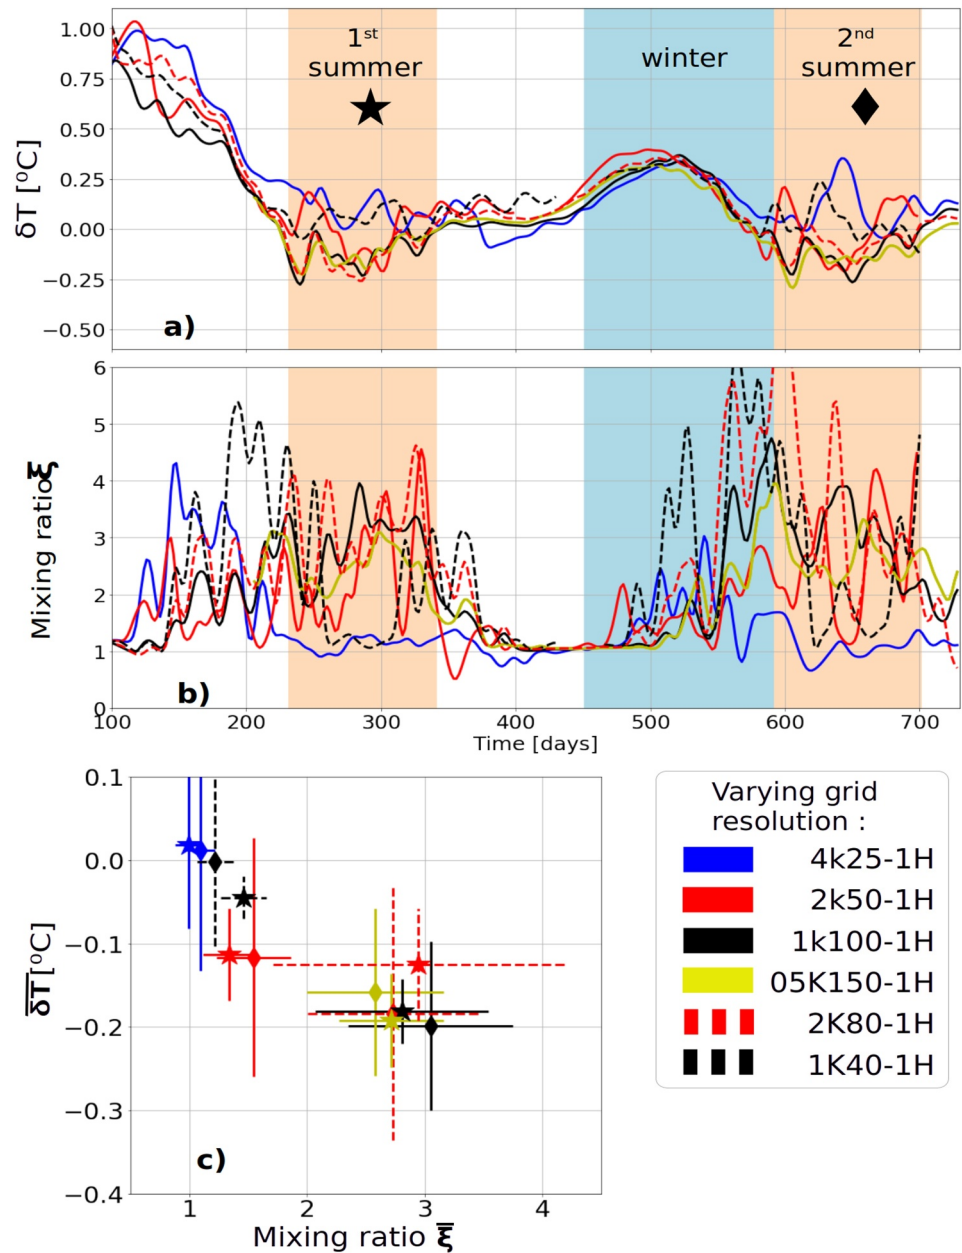 1.00
0.75
0.50
0.25
0.00
−0.25
−0.50
δT [⁰C]
1st
summer
winter
2nd
summer
a)
6
5
4
3
2
1
0
Mixing ratio ξ̅
b)
100 200 300 400 500 600 700
Time [days]
0.1
0.0
−0.1
−0.2
−0.3
−0.4
δT̅ [⁰C]
c)
1 2 3 4
Mixing ratio ξ̅
Varying grid
resolution :
4k25-1H
2k50-1H
1k100-1H
05K150-1H
2K80-1H
1K40-1H